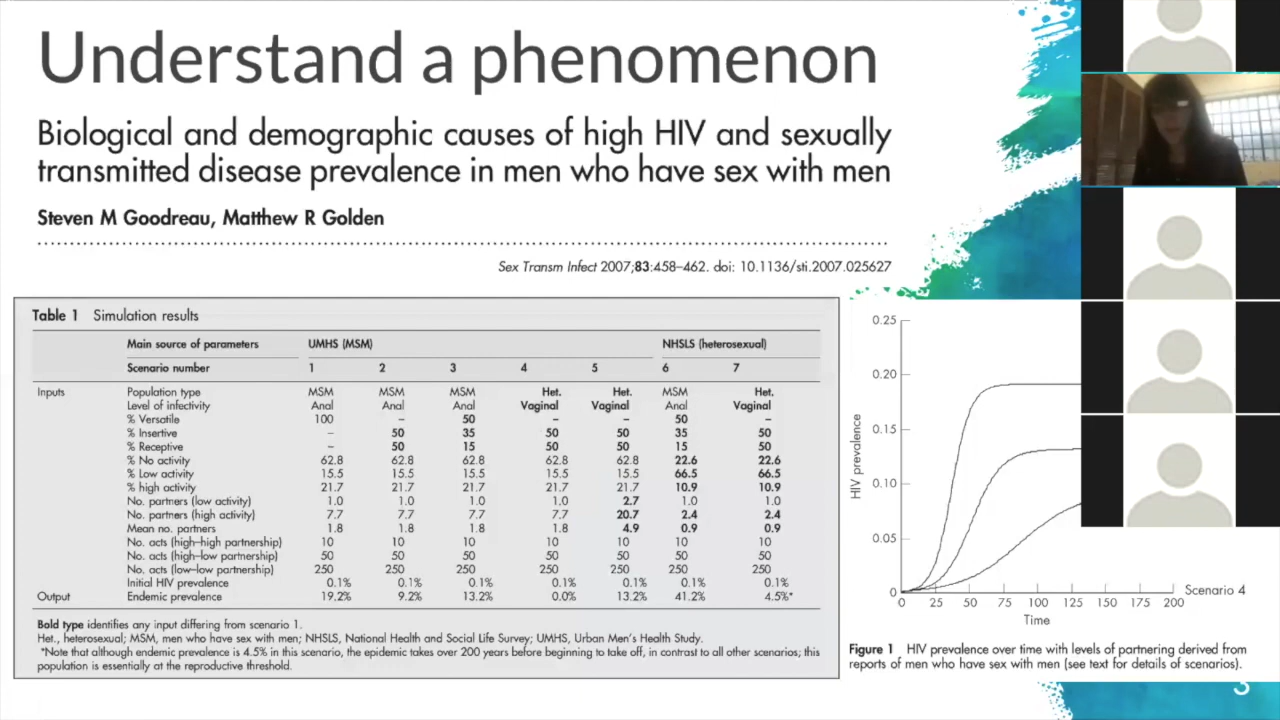 Understand a phenomenon
Biological and demographic causes of high HIV and sexually
transmitted disease prevalence in men who have sex with men
Steven M Goodreau, Matthew R Golden
Sex Transm Infect 2007;83:458–462. doi: 10.1136/sti.2007.025627
Table 1 Simulation results
Main source of parameters UMHS (MSM) NHSLS (heterosexual)
Scenario number 1 2 3 4 5 6 7
Inputs Population type MSM MSM MSM Het. Het. MSM Het.
Level of infectivity Anal Anal Anal Vaginal Vaginal Anal Vaginal
% Versatile 100 – 50 – – 50 –
% Insertive – 50 35 50 50 35 50
% Receptive – 50 15 50 50 15 50
% No activity 62.8 62.8 62.8 62.8 62.8 22.6 22.6
% Low activity 15.5 15.5 15.5 15.5 15.5 66.5 66.5
% high activity 21.7 21.7 21.7 21.7 21.7 10.9 10.9
No. partners (low activity) 1.0 1.0 1.0 1.0 2.7 1.0 1.0
No. partners (high activity) 7.7 7.7 7.7 7.7 20.7 2.4 2.4
Mean no. partners 1.8 1.8 1.8 1.8 4.9 0.9 0.9
No. acts (high–high partnership) 10 10 10 10 10 10 10
No. acts (high–low partnership) 50 50 50 50 50 50 50
No. acts (low–low partnership) 250 250 250 250 250 250 250
Initial HIV prevalence 0.1% 0.1% 0.1% 0.1% 0.1% 0.1% 0.1%
Output Endemic prevalence 19.2% 9.2% 13.2% 0.0% 13.2% 41.2% 4.5%*
Bold type identifies any input differing from scenario 1.
Het., heterosexual; MSM, men who have sex with men; NHSLS, National Health and Social Life Survey; UMHS, Urban Men's Health Study.
*Note that although endemic prevalence is 4.5% in this scenario, the epidemic takes over 200 years before beginning to take off, in contrast to all other scenarios; this
population is essentially at the reproductive threshold.
0.25
0.20
0.15
0.10
0.05
0
HIV prevalence
Scenario 4
0 25 50 75 100 125 150 175 200
Time
Figure 1 HIV prevalence over time with levels of partnering derived from
reports of men who have sex with men (see text for details of scenarios).
3